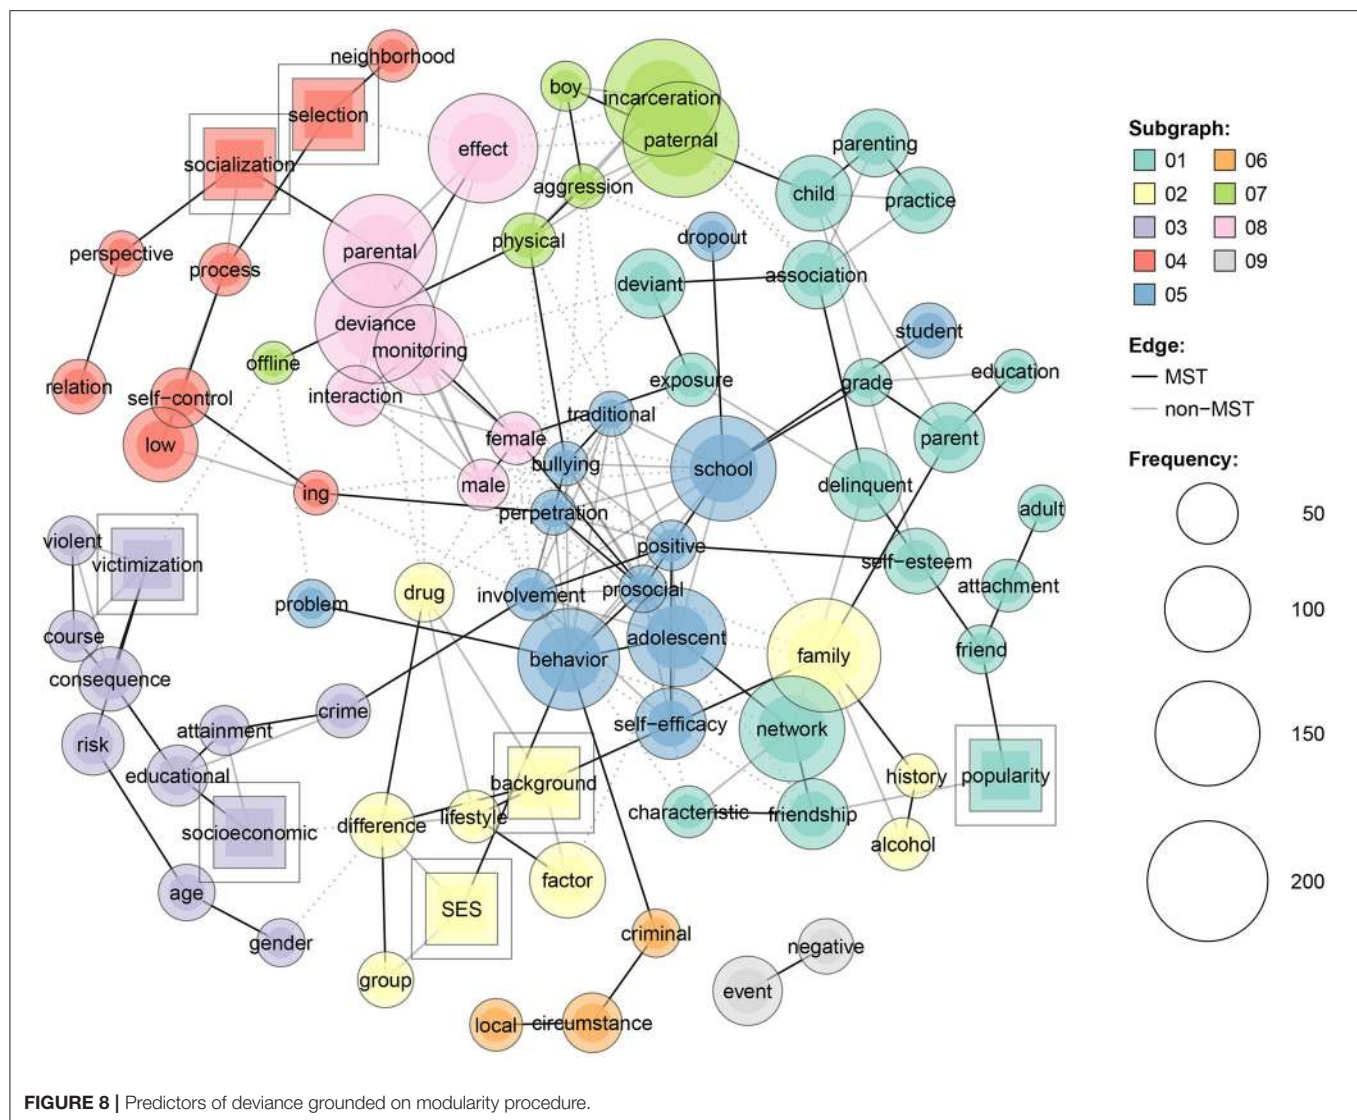 neighborhood
selection
socialization
perspective
process
relation
self-control
low
ing
effect
parental
deviance
monitoring
offline
interaction
female
male
boy
incarceration
paternal
aggression
physical
dropout
deviant
child
parenting
practice
association
student
exposure
grade
education
traditional
bullying
school
parent
delinquent
perpetration
positive
adult
self-esteem
attachment
involvement
prosocial
friend
problem
behavior
adolescent
family
self-efficacy
network
popularity
violent
victimization
course
consequence
risk
attainment
crime
educational
socioeconomic
age
gender
drug
background
difference
lifestyle
factor
SES
group
characteristic
friendship
history
alcohol
criminal
local
circumstance
negative
event
Subgraph:
01 06
02 07
03 08
04 09
05
Edge:
MST
non-MST
Frequency:
50
100
150
200
FIGURE 8 | Predictors of deviance grounded on modularity procedure.